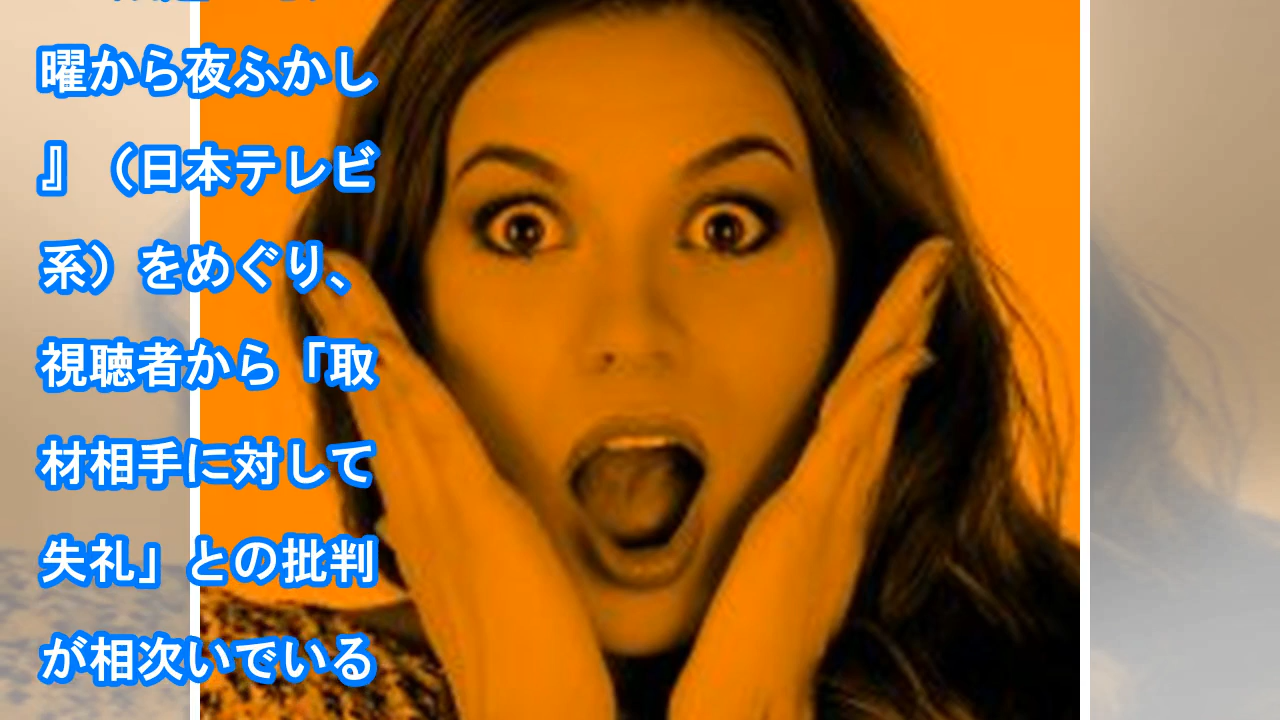 曜から夜ふかし
』（日本テレビ
系）をめぐり、
視聴者から「取
材相手に対して
失礼」との批判
が相次いでいる